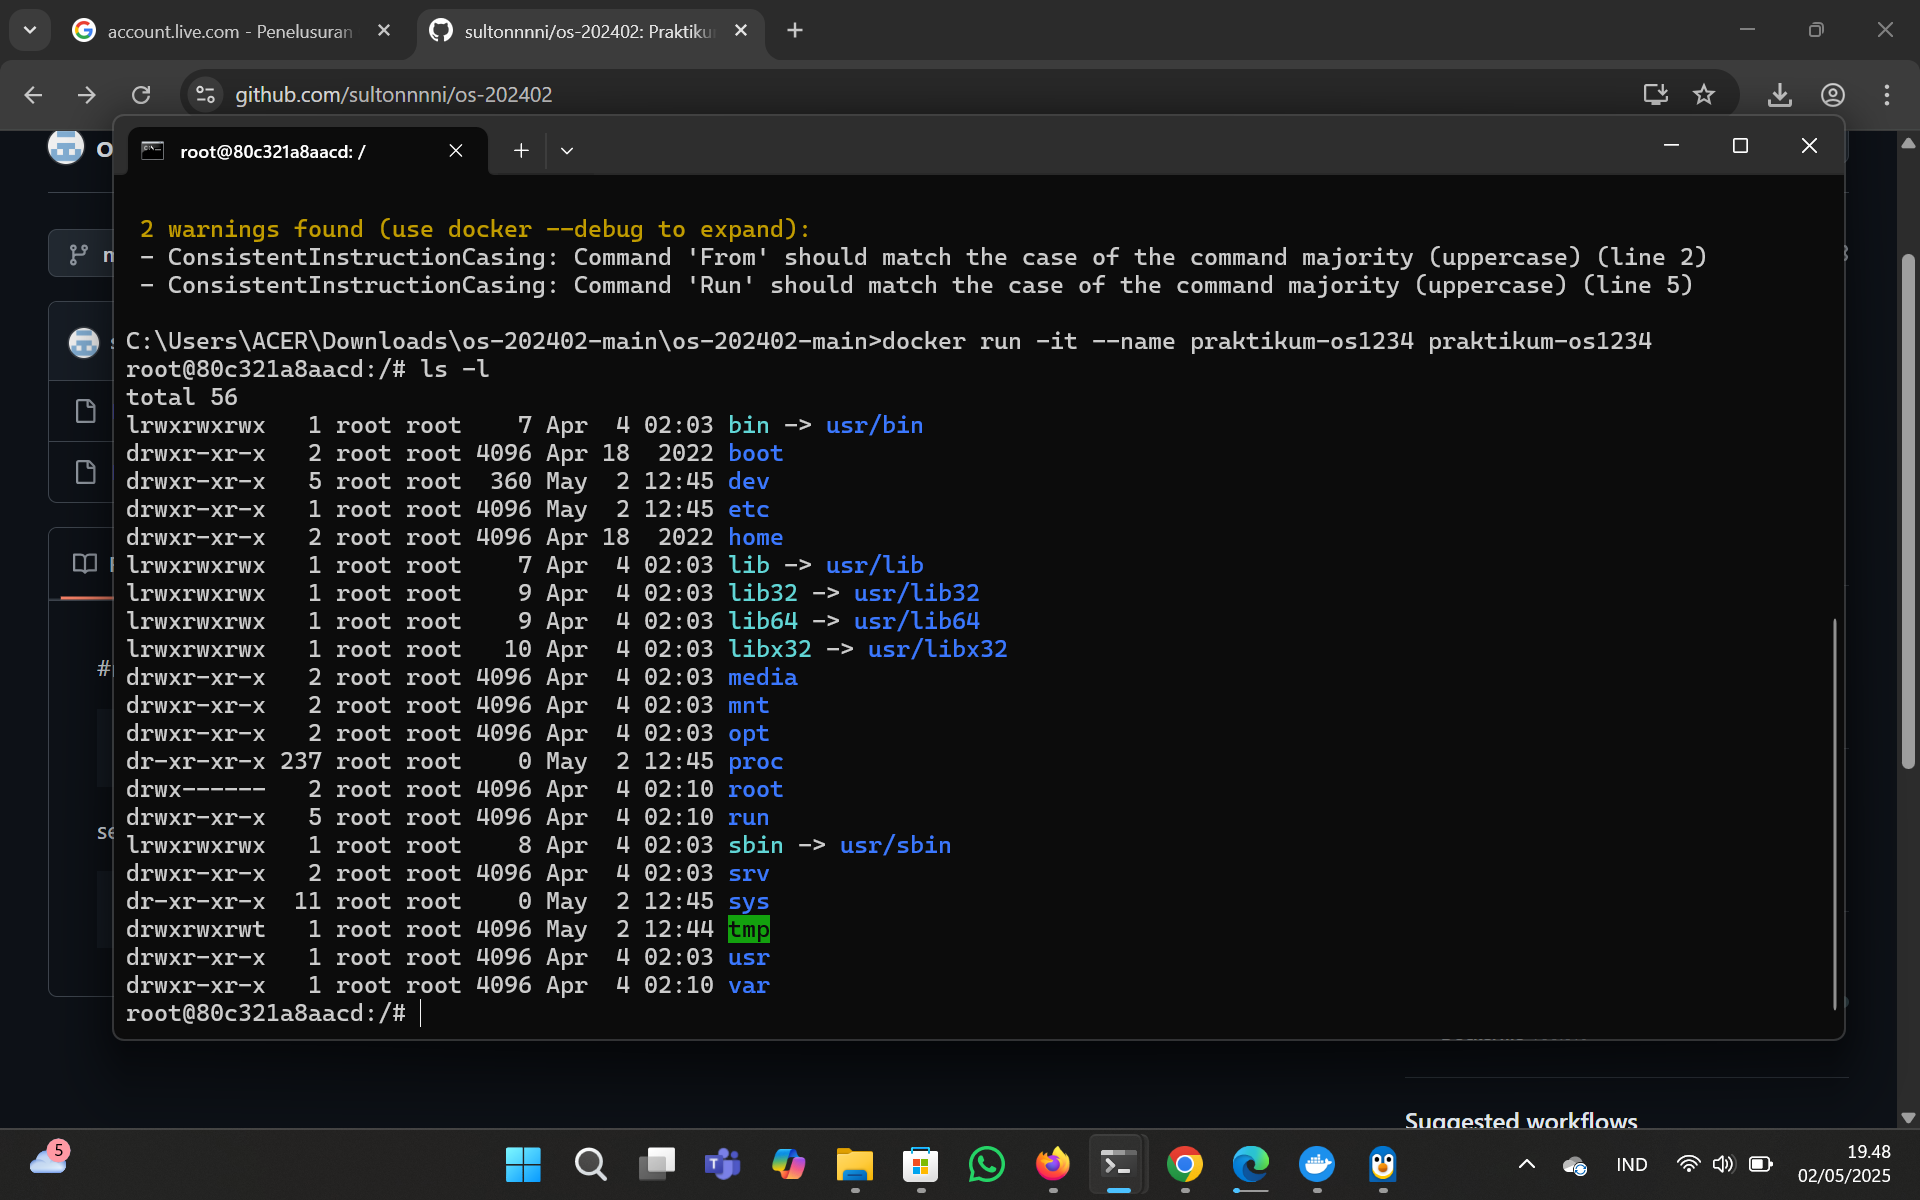 account.live.com - Penelusuran
sultonnnni/os-202402: Praktiku
github.com/sultonnnni/os-202402
root@80c321a8aacd: /
2 warnings found (use docker --debug to expand):
- ConsistentInstructionCasing: Command 'From' should match the case of the command majority (uppercase) (line 2)
- ConsistentInstructionCasing: Command 'Run' should match the case of the command majority (uppercase) (line 5)
C:\Users\ACER\Downloads\os-202402-main\os-202402-main>docker run -it --name praktikum-os1234 praktikum-os1234
root@80c321a8aacd:/# ls -l
total 56
lrwxrwxrwx   1 root root    7 Apr  4 02:03 bin -> usr/bin
drwxr-xr-x   2 root root 4096 Apr 18  2022 boot
drwxr-xr-x   5 root root  360 May  2 12:45 dev
drwxr-xr-x   1 root root 4096 May  2 12:45 etc
drwxr-xr-x   2 root root 4096 Apr 18  2022 home
lrwxrwxrwx   1 root root    7 Apr  4 02:03 lib -> usr/lib
lrwxrwxrwx   1 root root    9 Apr  4 02:03 lib32 -> usr/lib32
lrwxrwxrwx   1 root root    9 Apr  4 02:03 lib64 -> usr/lib64
lrwxrwxrwx   1 root root   10 Apr  4 02:03 libx32 -> usr/libx32
drwxr-xr-x   2 root root 4096 Apr  4 02:03 media
drwxr-xr-x   2 root root 4096 Apr  4 02:03 mnt
drwxr-xr-x   2 root root 4096 Apr  4 02:03 opt
dr-xr-xr-x 237 root root    0 May  2 12:45 proc
drwx------   2 root root 4096 Apr  4 02:10 root
drwxr-xr-x   5 root root 4096 Apr  4 02:10 run
lrwxrwxrwx   1 root root    8 Apr  4 02:03 sbin -> usr/sbin
drwxr-xr-x   2 root root 4096 Apr  4 02:03 srv
dr-xr-xr-x  11 root root    0 May  2 12:45 sys
drwxrwxrwt   1 root root 4096 May  2 12:44 tmp
drwxr-xr-x   1 root root 4096 Apr  4 02:03 usr
drwxr-xr-x   1 root root 4096 Apr  4 02:10 var
root@80c321a8aacd:/#
Suggested workflows
5
IND
19.48
02/05/2025